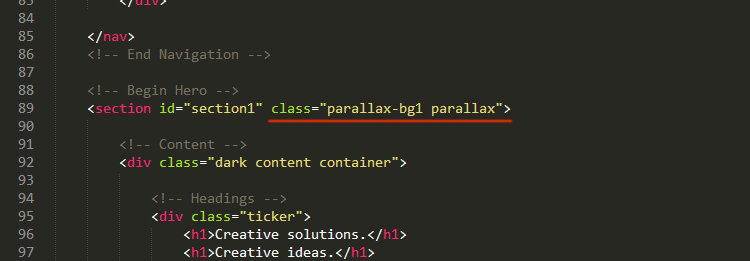 83 </div>
84
85 </nav>
86 <!-- End Navigation -->
87
88 <!-- Begin Hero -->
89 <section id="section1" class="parallax-bg1 parallax">
90
91 <!-- Content -->
92 <div class="dark content container">
93
94 <!-- Headings -->
95 <div class="ticker">
96 <h1>Creative solutions.</h1>
97 <h1>Creative ideas.</h1>